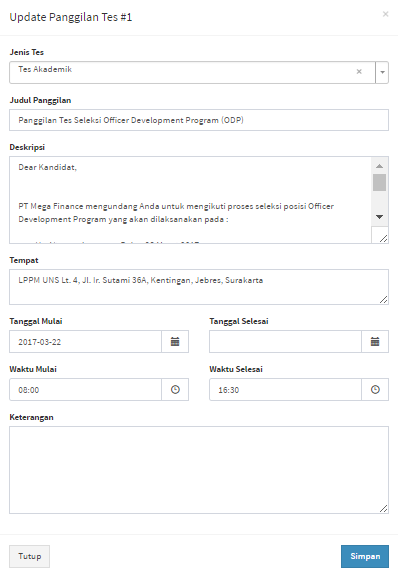 Update Panggilan Tes #1
×
Jenis Tes
Tes Akademik
×
Judul Panggilan
Panggilan Tes Seleksi Officer Development Program (ODP)
Deskripsi
Dear Kandidat,
PT Mega Finance mengundang Anda untuk mengikuti proses seleksi posisi Officer
Development Program yang akan dilaksanakan pada :
Tempat
LPPM UNS Lt. 4, Jl. Ir. Sutami 36A, Kentingan, Jebres, Surakarta
Tanggal Mulai Tanggal Selesai
2017-03-22
Waktu Mulai Waktu Selesai
08:00 16:30
Keterangan
Tutup Simpan